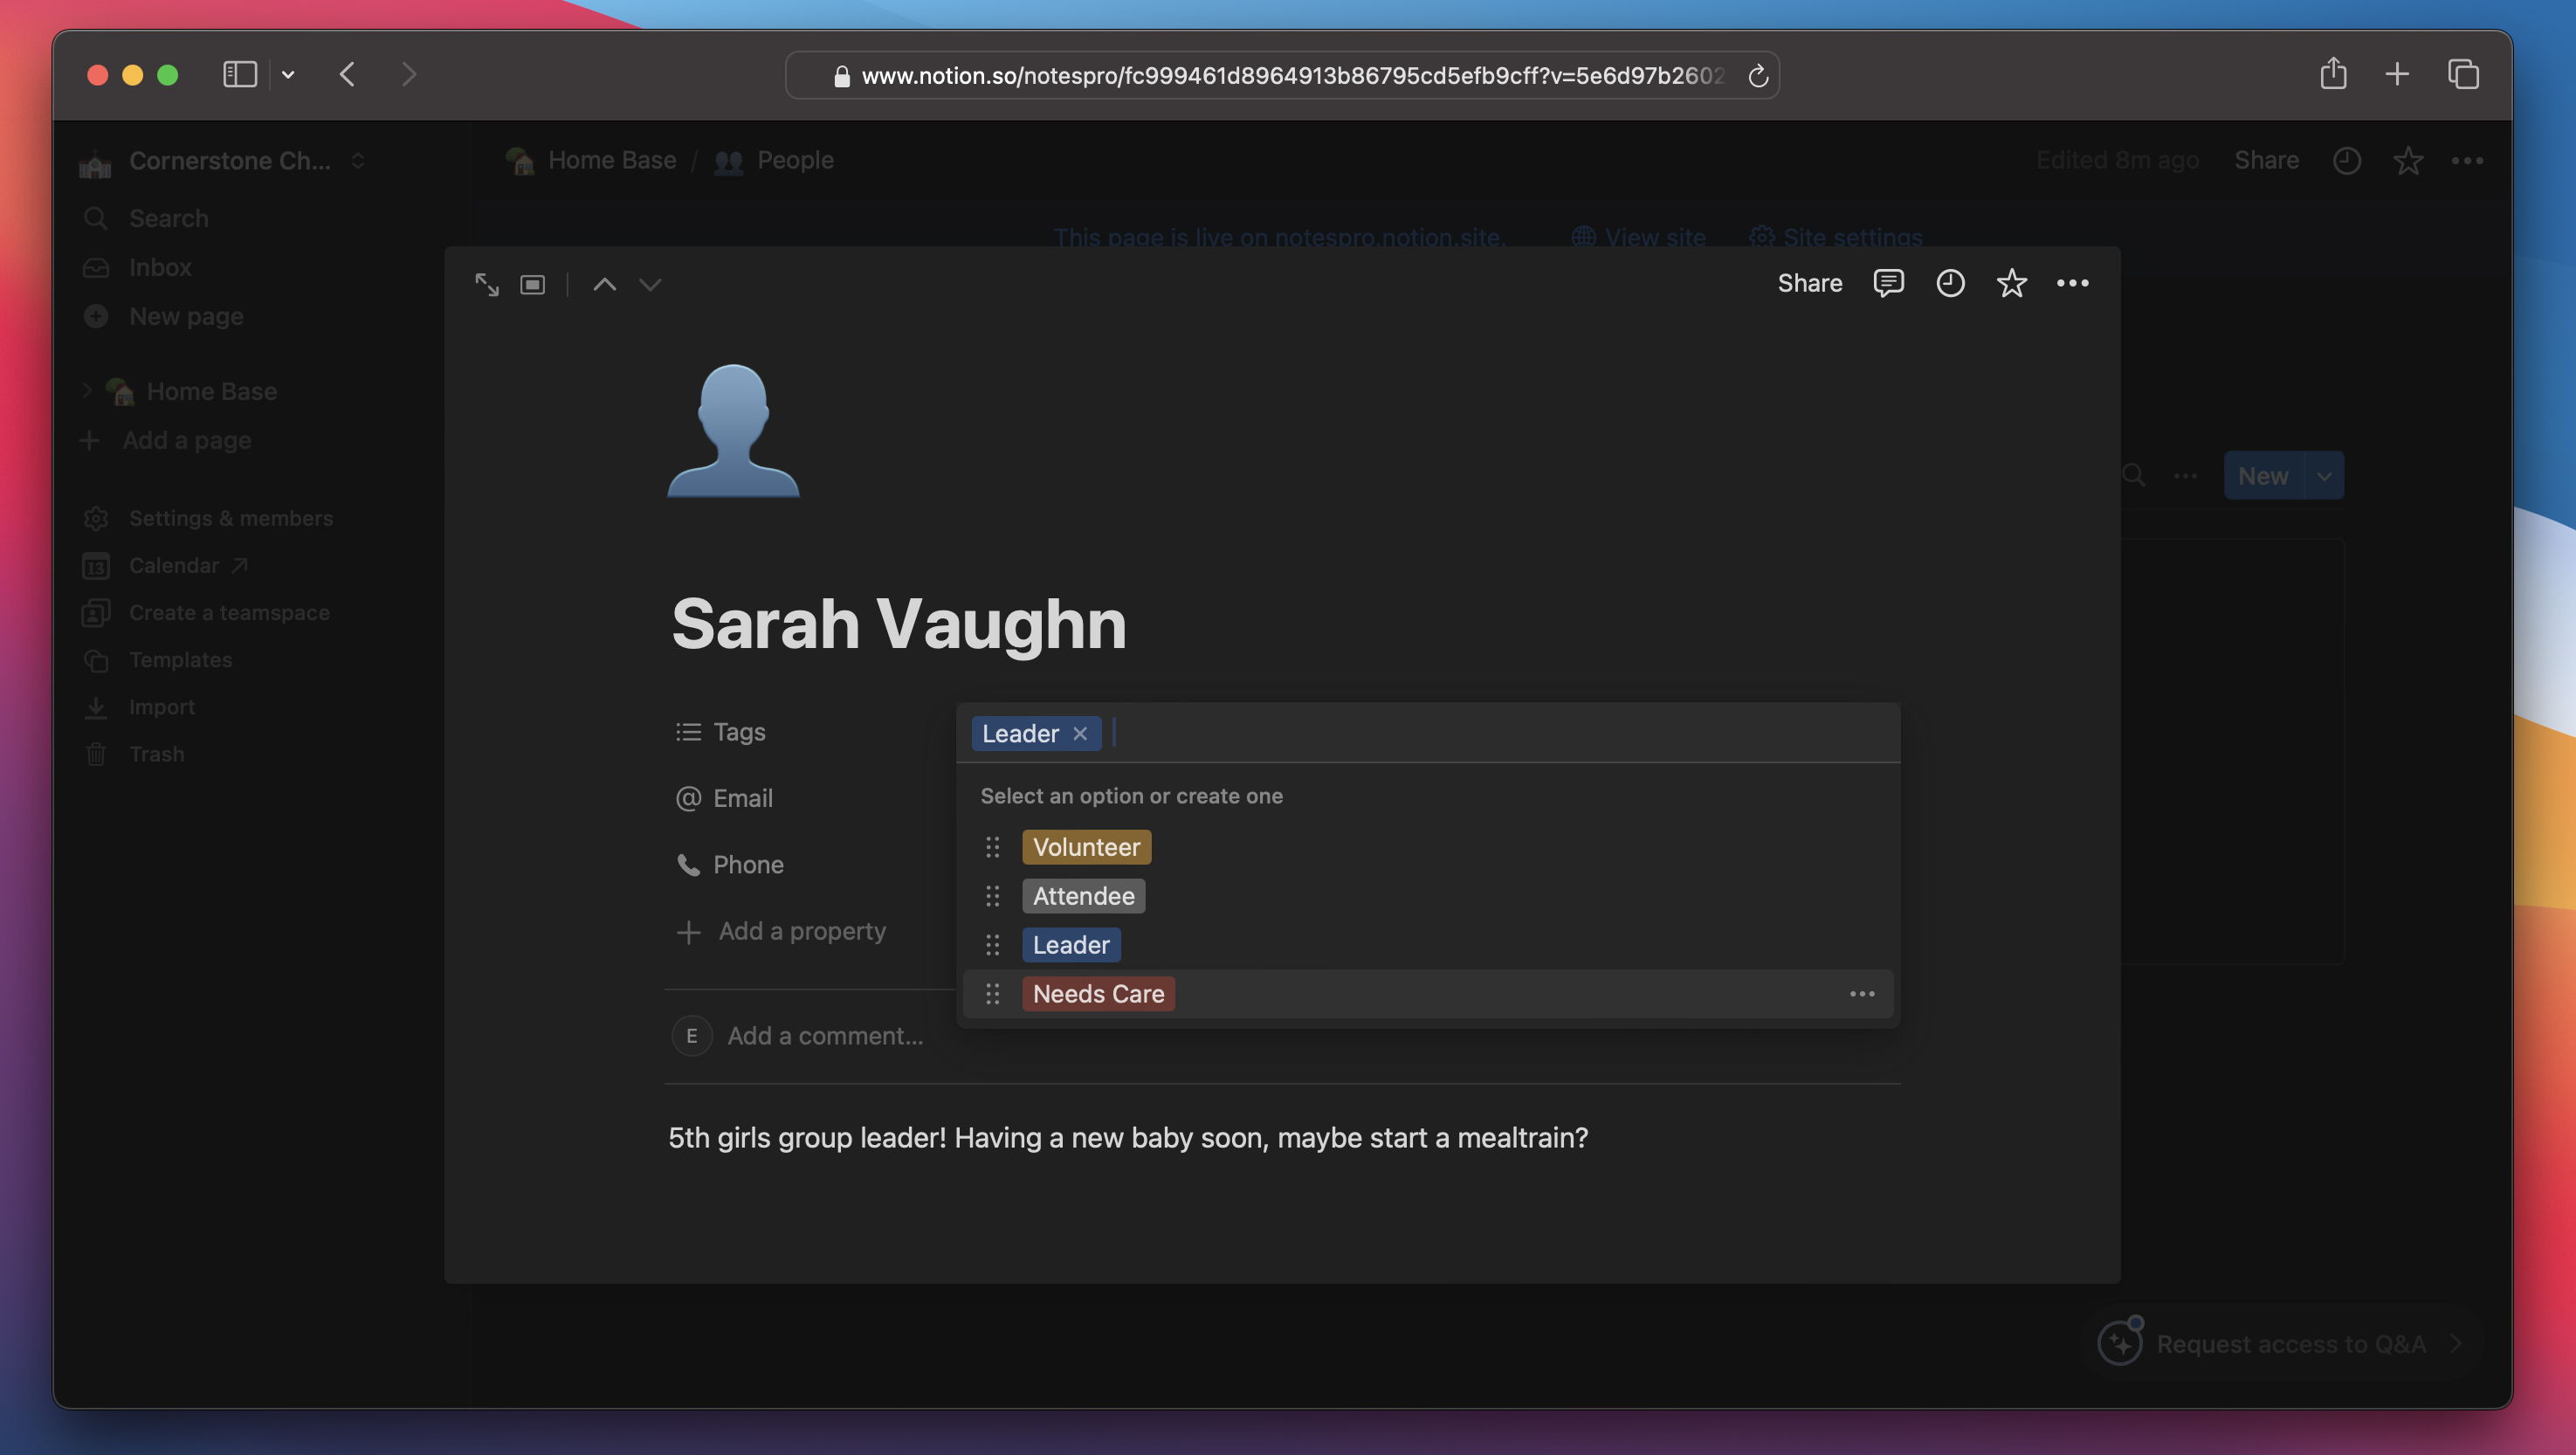 www.notion.so/notespro/fc999461d8964913b86795cd5efb9cff?v=5e6d97b2602
Cornerstone Ch...
Home Base / People
Edited 8m ago
Share
Search
Inbox
New page
Home Base
Add a page
Settings & members
13
Calendar
Create a teamspace
Templates
Import
Trash
This page is live on notespro.notion.site.
View site
Site settings
New
Share
Sarah Vaughn
Tags
Leader
Email
Phone
Add a property
Select an option or create one
Volunteer
Attendee
Leader
Needs Care
E
Add a comment...
5th girls group leader! Having a new baby soon, maybe start a mealtrain?
Request access to Q&A